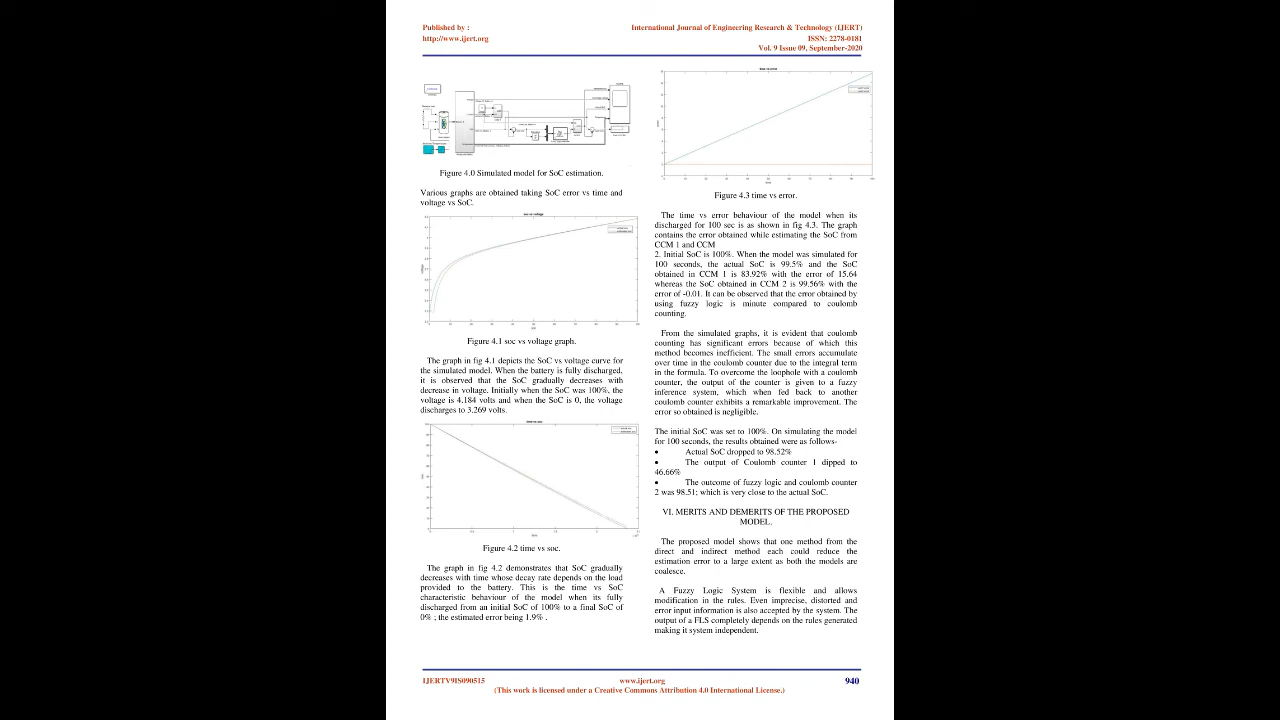 Published by :
http://www.ijert.org
International Journal of Engineering Research & Technology (IJERT)
ISSN: 2278-0181
Vol. 9 Issue 09, September-2020
Figure 4.0 Simulated model for SoC estimation.
Various graphs are obtained taking SoC error vs time and
voltage vs SoC.
soc vs voltage
Figure 4.1 soc vs voltage graph.
The graph in fig 4.1 depicts the SoC vs voltage curve for
the simulated model. When the battery is fully discharged,
it is observed that the SoC gradually decreases with
decrease in voltage. Initially when the SoC was 100%, the
voltage is 4.184 volts and when the SoC is 0, the voltage
discharges to 3.269 volts.
time vs soc
Figure 4.2 time vs soc.
The graph in fig 4.2 demonstrates that SoC gradually
decreases with time whose decay rate depends on the load
provided to the battery. This is the time vs SoC
characteristic behaviour of the model when its fully
discharged from an initial SoC of 100% to a final SoC of
0% ; the estimated error being 1.9% .
time vs error
Figure 4.3 time vs error.
The time vs error behaviour of the model when its
discharged for 100 sec is as shown in fig 4.3. The graph
contains the error obtained while estimating the SoC from
CCM 1 and CCM
2. Initial SoC is 100%. When the model was simulated for
100 seconds, the actual SoC is 99.5% and the SoC
obtained in CCM 1 is 83.92% with the error of 15.64
whereas the SoC obtained in CCM 2 is 99.56% with the
error of -0.01. It can be observed that the error obtained by
using fuzzy logic is minute compared to coulomb
counting.
From the simulated graphs, it is evident that coulomb
counting has significant errors because of which this
method becomes inefficient. The small errors accumulate
over time in the coulomb counter due to the integral term
in the formula. To overcome the loophole with a coulomb
counter, the output of the counter is given to a fuzzy
inference system, which when fed back to another
coulomb counter exhibits a remarkable improvement. The
error so obtained is negligible.
The initial SoC was set to 100%. On simulating the model
for 100 seconds, the results obtained were as follows-
• Actual SoC dropped to 98.52%
• The output of Coulomb counter 1 dipped to
46.66%
• The outcome of fuzzy logic and coulomb counter
2 was 98.51; which is very close to the actual SoC.
VI. MERITS AND DEMERITS OF THE PROPOSED
MODEL.
The proposed model shows that one method from the
direct and indirect method each could reduce the
estimation error to a large extent as both the models are
coalesce.
A Fuzzy Logic System is flexible and allows
modification in the rules. Even imprecise, distorted and
error input information is also accepted by the system. The
output of a FLS completely depends on the rules generated
making it system independent.
IJERTV9IS090515
www.ijert.org
940
(This work is licensed under a Creative Commons Attribution 4.0 International License.)